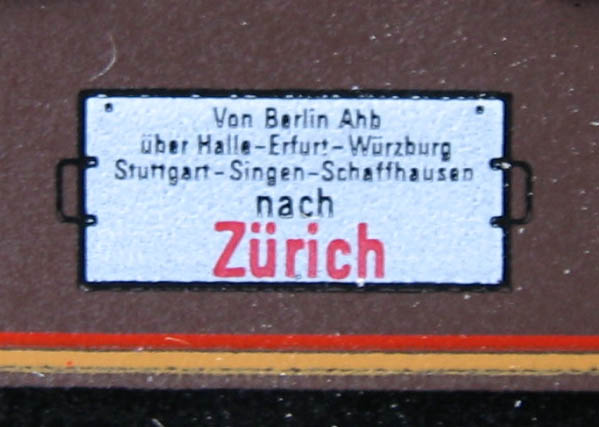 Von Berlin Ahb
über Halle-Erfurt-Würzburg
Stuttgart-Singen-Schaffhausen
nach
Zürich